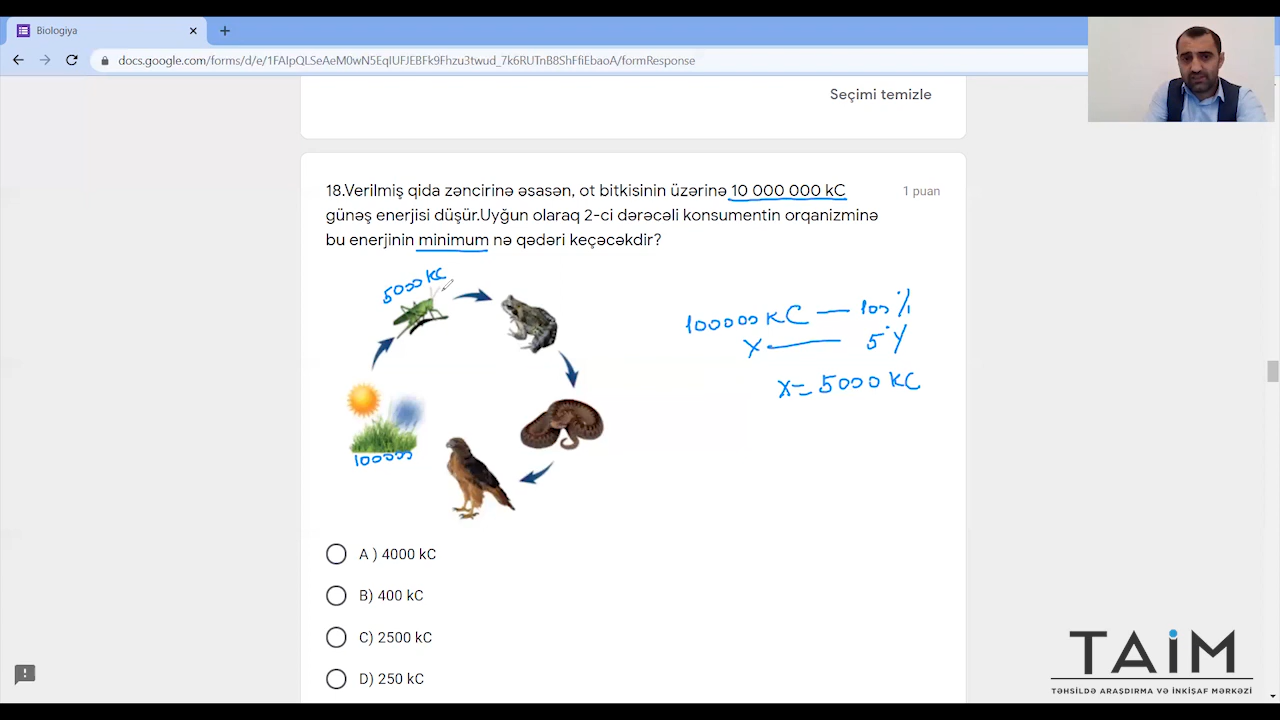 Biologiya
docs.google.com/forms/d/e/1FAIpQLSeAeM0wN5EqIUFJEBFk9Fhzu3twud_7k6RUTnB8ShFfiEbaoA/formResponse
Seçimi temizle
18.Verilmiş qida zəncirinə əsasən, ot bitkisinin üzərinə 10 000 000 kC
1 puan
günəş enerjisi düşür.Uyğun olaraq 2-ci dərəcəli konsumentin orqanizminə
bu enerjinin minimum nə qədəri keçəcəkdir?
5000 KC
100000 KC — 100%
X — 5%
X = 5000 KC
100000
A ) 4000 kC
B) 400 kC
C) 2500 kC
D) 250 kC
TAiM
TƏHSİLDƏ ARAŞDIRMA VƏ İNKİŞAF MƏRKƏZİ